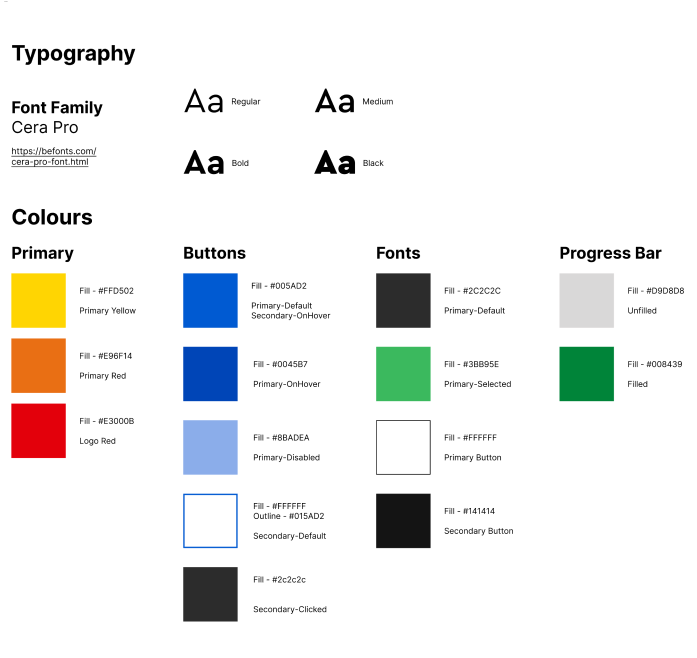 Typography
Font Family
Cera Pro
https://befonts.com/
cera-pro-font.html
Aa Regular
Aa Medium
Aa Bold
Aa Black
Colours
Primary
Fill - #FFD502
Primary Yellow
Fill - #E96F14
Primary Red
Fill - #E3000B
Logo Red
Buttons
Fill - #005AD2
Primary-Default
Secondary-OnHover
Fill - #0045B7
Primary-OnHover
Fill - #8BADEA
Primary-Disabled
Fill - #FFFFFF
Outline - #015AD2
Secondary-Default
Fill - #2c2c2c
Secondary-Clicked
Fonts
Fill - #2C2C2C
Primary-Default
Fill - #3BB95E
Primary-Selected
Fill - #FFFFFF
Primary Button
Fill - #141414
Secondary Button
Progress Bar
Fill - #D9D8D8
Unfilled
Fill - #008439
Filled